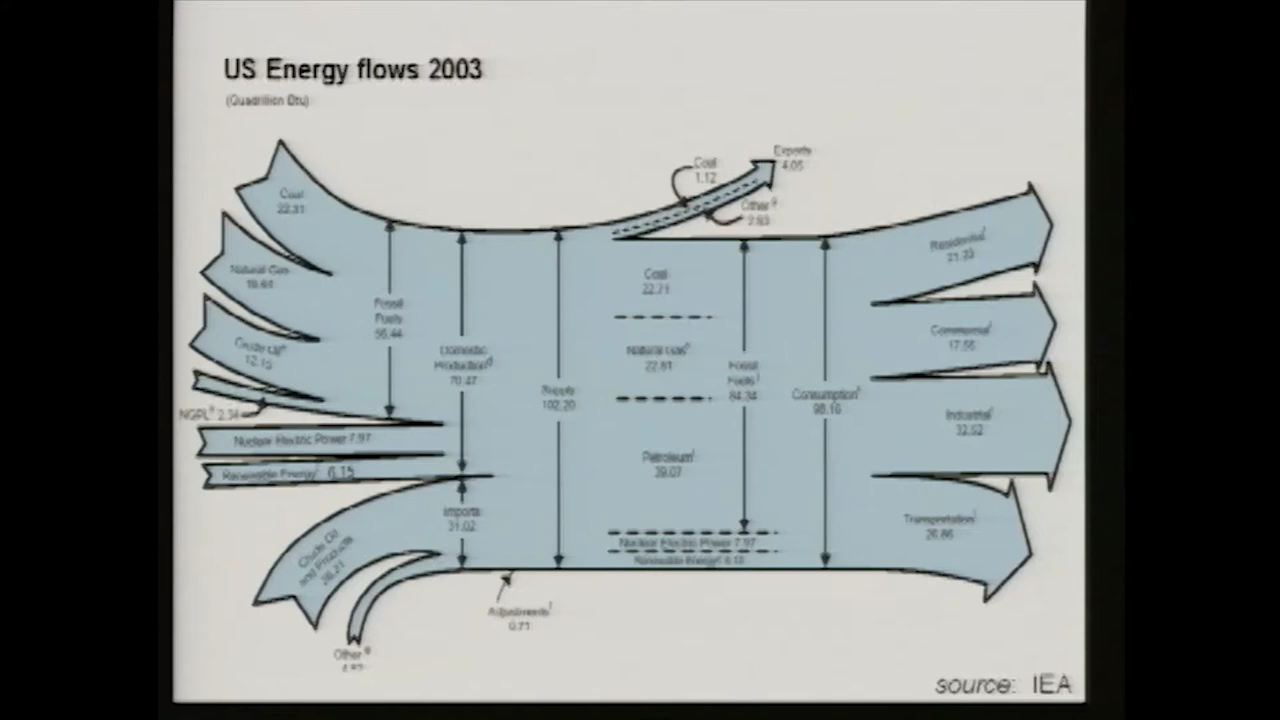 US Energy flows 2003
(Quadrillion Btu)
Coal
22.31
Natural Gas
Crude Oil
12.15
NGPL 2.34
Nuclear Electric Power 7.97
Renewable Energy 6.15
Crude Oil
and Products
26.21
Other
Fossil
Fuels
56.44
Domestic
Production
70.47
Imports
31.02
Adjustments
0.71
Supply
102.20
Coal
1.12
Exports
4.05
Other
2.93
Coal
22.71
Natural Gas
Petroleum
39.07
Nuclear Electric Power 7.97
Renewable Energy
Fossil
Fuels
84.34
Consumption
98.16
Residential
21.23
Commercial
17.55
Industrial
32.52
Transportation
26.86
source: IEA